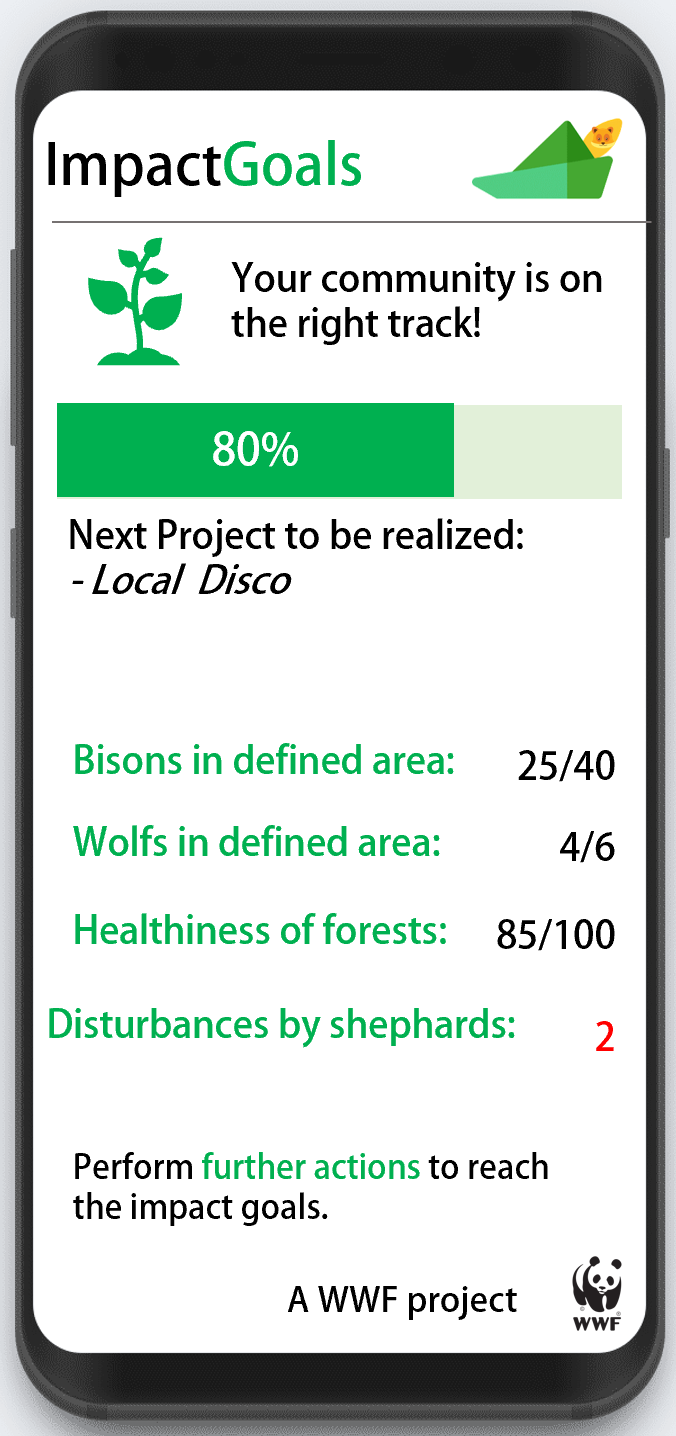 ImpactGoals
Your community is on
the right track!
80%
Next Project to be realized:
- Local Disco
Bisons in defined area: 25/40
Wolfs in defined area: 4/6
Healthiness of forests: 85/100
Disturbances by shephards: 2
Perform further actions to reach
the impact goals.
A WWF project
WWF